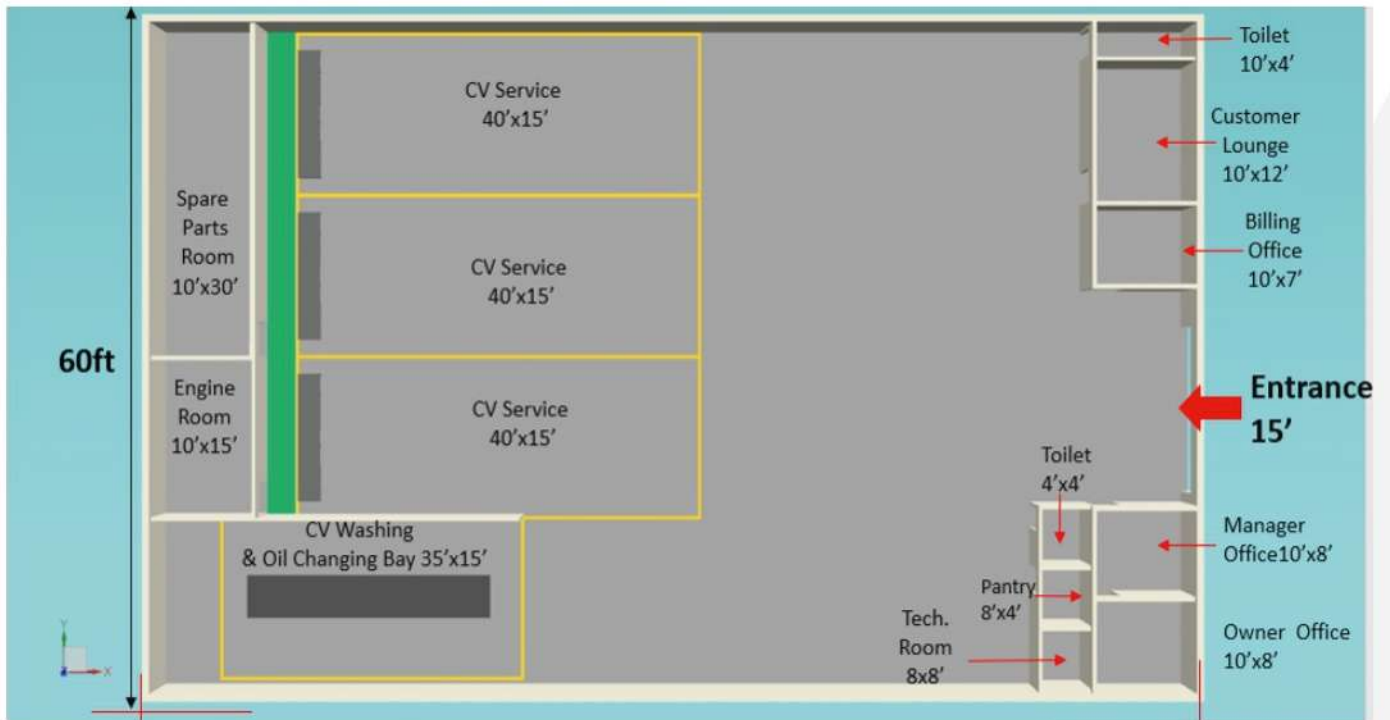 Toilet
10'x4'
CV Service
40'x15'
Customer
Lounge
10'x12'
Spare
Parts
Room
10'x30'
Billing
Office
10'x7'
CV Service
40'x15'
60ft
Engine
Room
10'x15'
CV Service
40'x15'
Entrance
15'
Toilet
4'x4'
CV Washing
& Oil Changing Bay 35'x15'
Manager
Office10'x8'
Pantry
8'x4'
Tech.
Room
8x8'
Owner Office
10'x8'
Y
Z
X